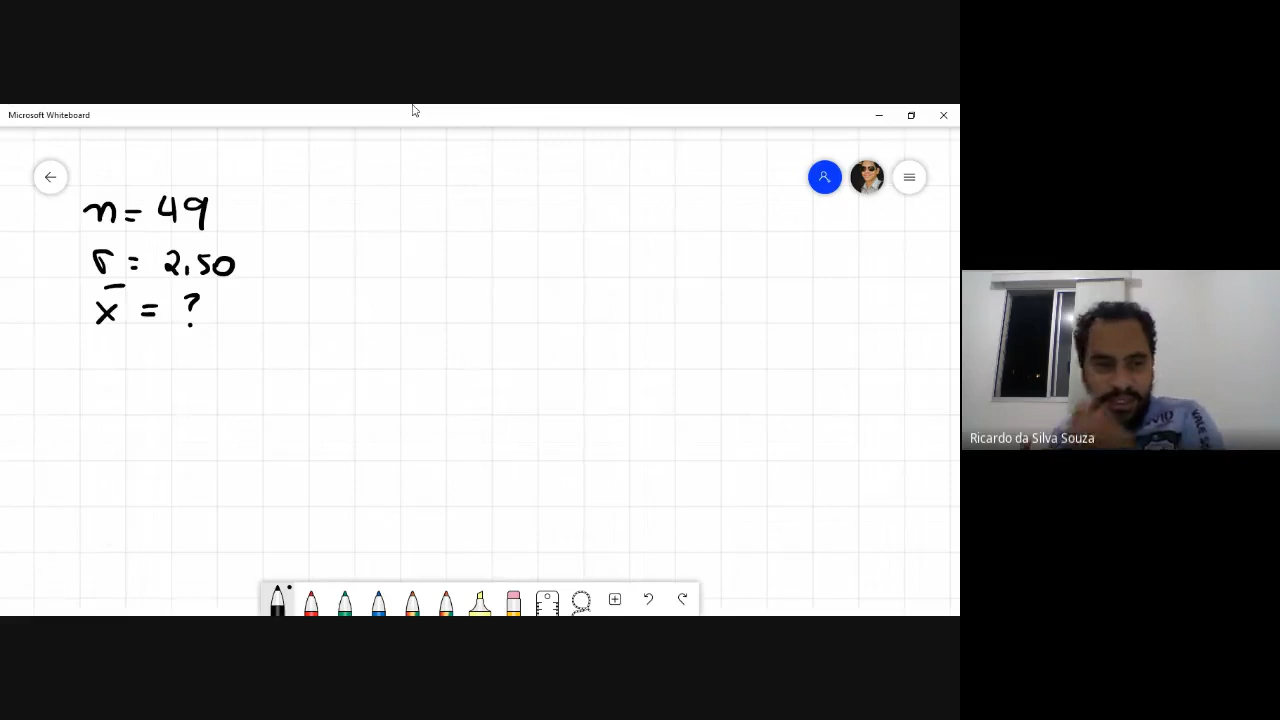 Microsoft Whiteboard
n = 49
σ = 2,50
x̄ = ?
Ricardo da Silva Souza